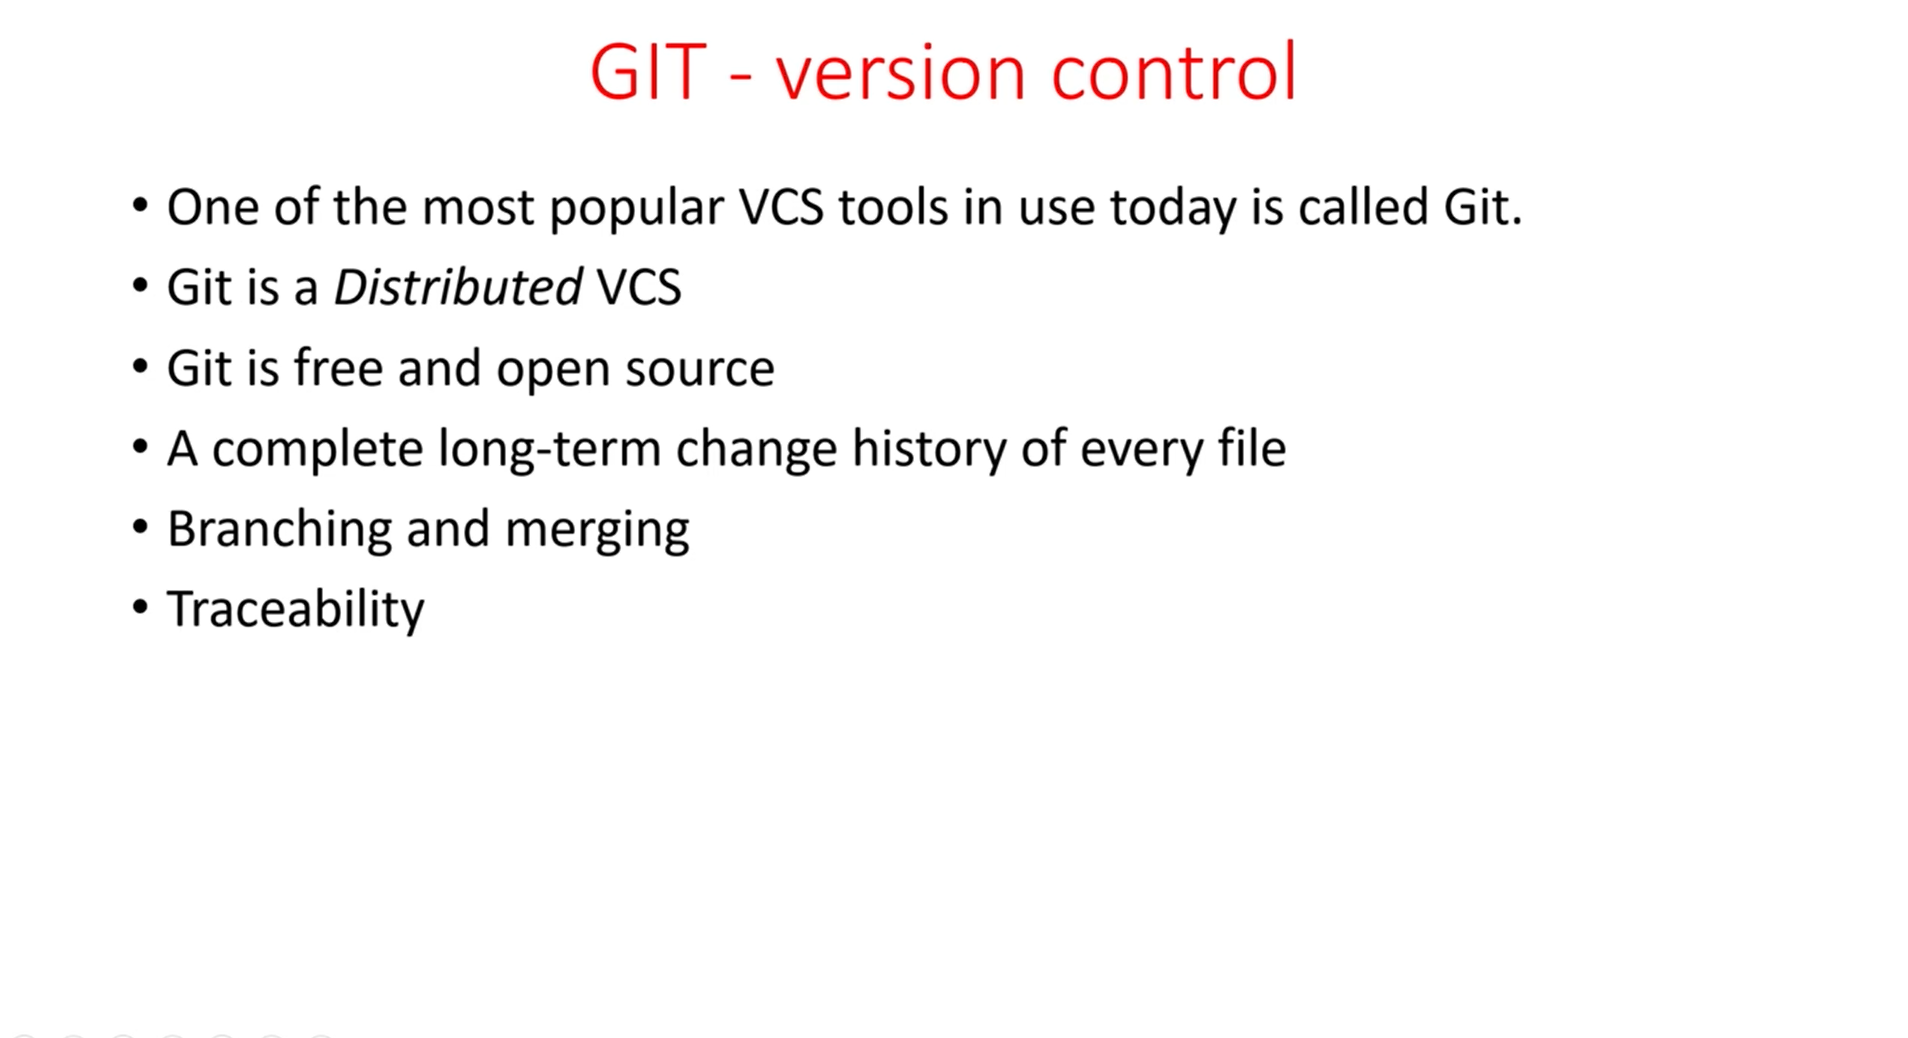 GIT - version control
• One of the most popular VCS tools in use today is called Git.
• Git is a Distributed VCS
• Git is free and open source
• A complete long-term change history of every file
• Branching and merging
• Traceability